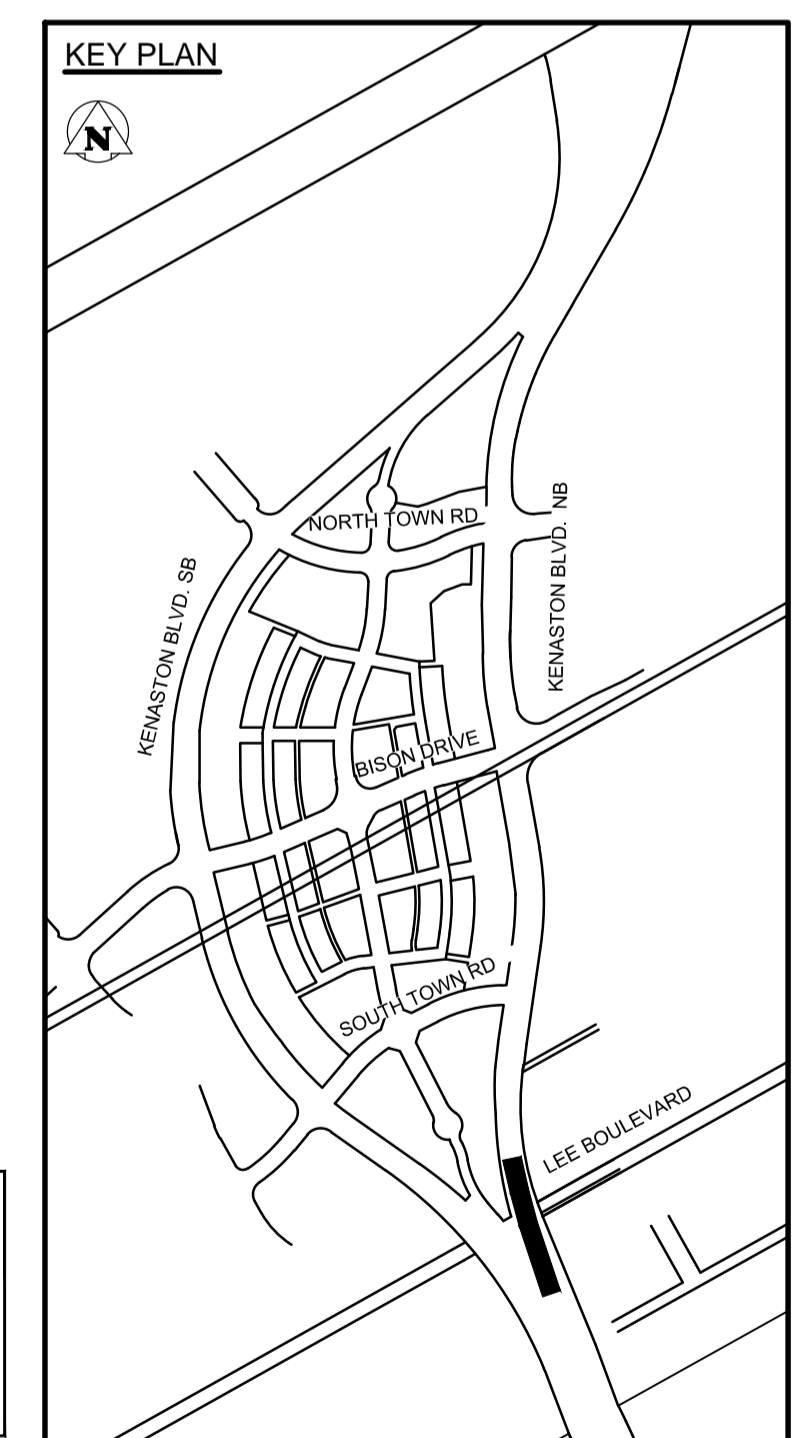 KEY PLAN
N
NORTH TOWN RD
KENASTON BLVD. NB
KENASTON BLVD. SB
BISON DRIVE
SOUTH TOWN RD
LEE BOULEVARD